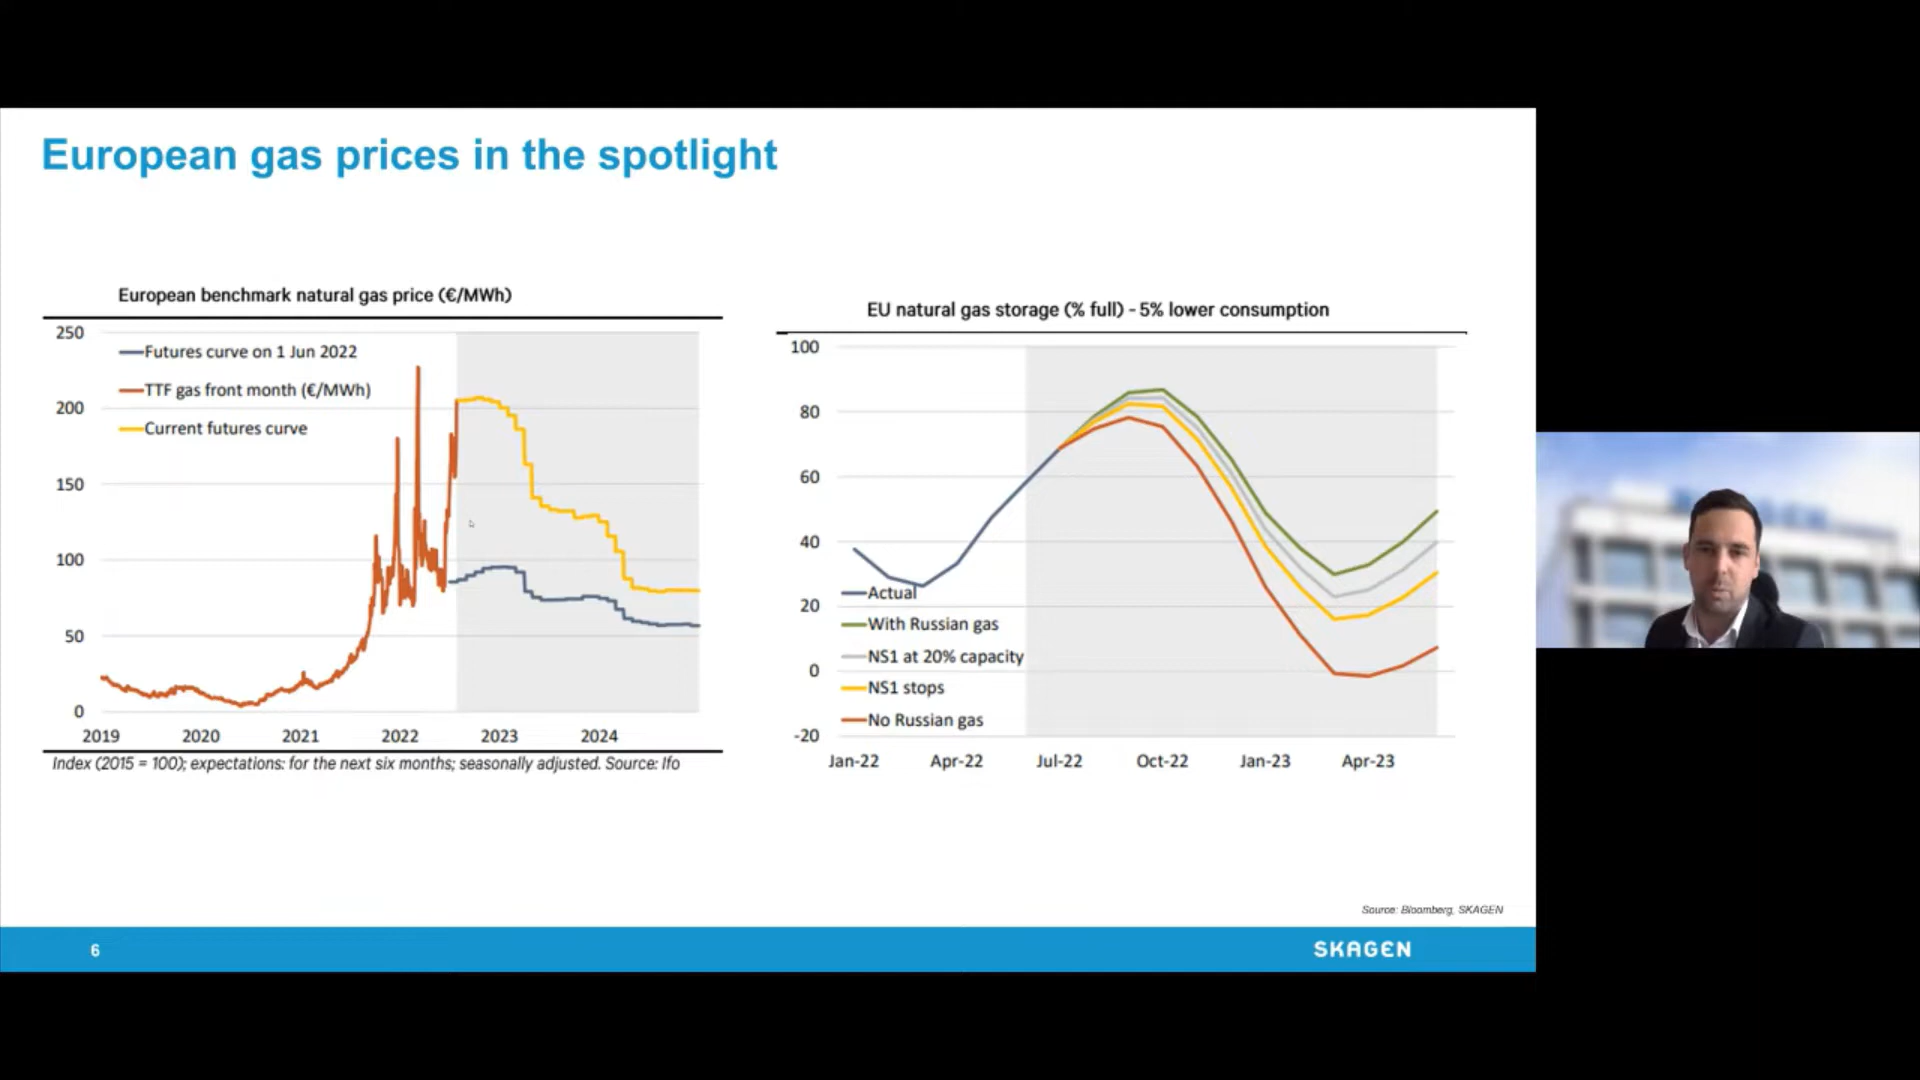 European gas prices in the spotlight
European benchmark natural gas price (€/MWh)
250
200
150
100
50
0
Futures curve on 1 Jun 2022
TTF gas front month (€/MWh)
Current futures curve
2019 2020 2021 2022 2023 2024
Index (2015 = 100); expectations: for the next six months; seasonally adjusted. Source: Ifo
EU natural gas storage (% full) - 5% lower consumption
100
80
60
40
20
0
-20
Actual
With Russian gas
NS1 at 20% capacity
NS1 stops
No Russian gas
Jan-22 Apr-22 Jul-22 Oct-22 Jan-23 Apr-23
Source: Bloomberg, SKAGEN
6
SKAGEN